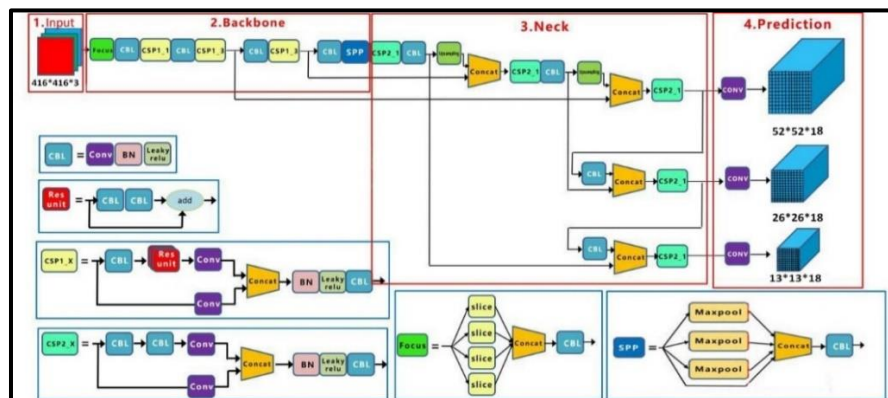 1.Input
2.Backbone
3.Neck
4.Prediction
416*416*3
Focus CBL CSP1_1 CBL CSP1_3 CBL CSP1_3 CBL SPP CSP2_1 CBL
Concat CSP2_1 CBL
Concat CSP2_1 CONV
52*52*18
CBL = Conv BN Leaky relu
CBL Concat CSP2_1 CONV
26*26*18
Res unit = CBL CBL add
CBL Concat CSP2_1 CONV
13*13*18
CSP1_X = CBL Res unit Conv
Concat BN Leaky relu CBL
Conv
CSP2_X = CBL CBL Conv
Concat BN Leaky relu CBL
Conv
Focus = slice
slice
slice
slice
Concat CBL
SPP = Maxpool
Maxpool
Maxpool
Concat CBL